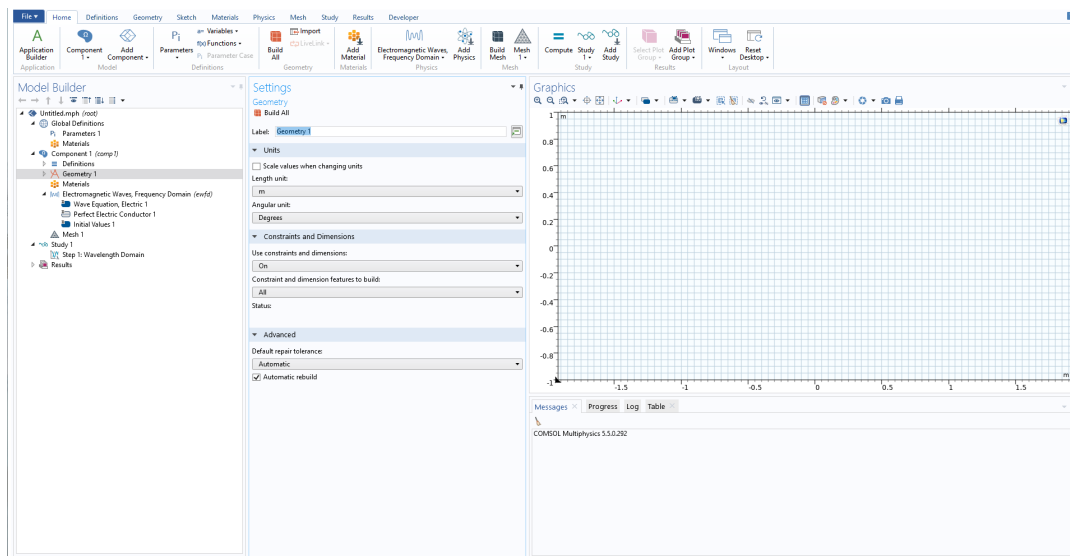 File Home Definitions Geometry Sketch Materials Physics Mesh Study Results Developer
Application Builder
Component 1
Add Component
Parameters
a= Variables
f(x) Functions
Pi Parameter Case
Build All
Import
LiveLink
Add Material
Electromagnetic Waves, Frequency Domain
Add Physics
Build Mesh
Mesh 1
Compute
Study 1
Add Study
Select Plot Group
Add Plot Group
Windows
Reset Desktop
Application Model Definitions Geometry Materials Physics Mesh Study Results Layout
Model Builder
Untitled.mph (root)
Global Definitions
Pi Parameters 1
Materials
Component 1 (comp1)
Definitions
Geometry 1
Materials
Electromagnetic Waves, Frequency Domain (ewfd)
Wave Equation, Electric 1
Perfect Electric Conductor 1
Initial Values 1
Mesh 1
Study 1
Step 1: Wavelength Domain
Results
Settings
Geometry
Build All
Label: Geometry 1
Units
Scale values when changing units
Length unit:
m
Angular unit:
Degrees
Constraints and Dimensions
Use constraints and dimensions:
On
Constraint and dimension features to build:
All
Status:
Advanced
Default repair tolerance:
Automatic
Automatic rebuild
Graphics
1 m
0.8
0.6
0.4
0.2
0
-0.2
-0.4
-0.6
-0.8
-1
m
-1.5 -1 -0.5 0 0.5 1 1.5
Messages Progress Log Table
COMSOL Multiphysics 5.5.0.292